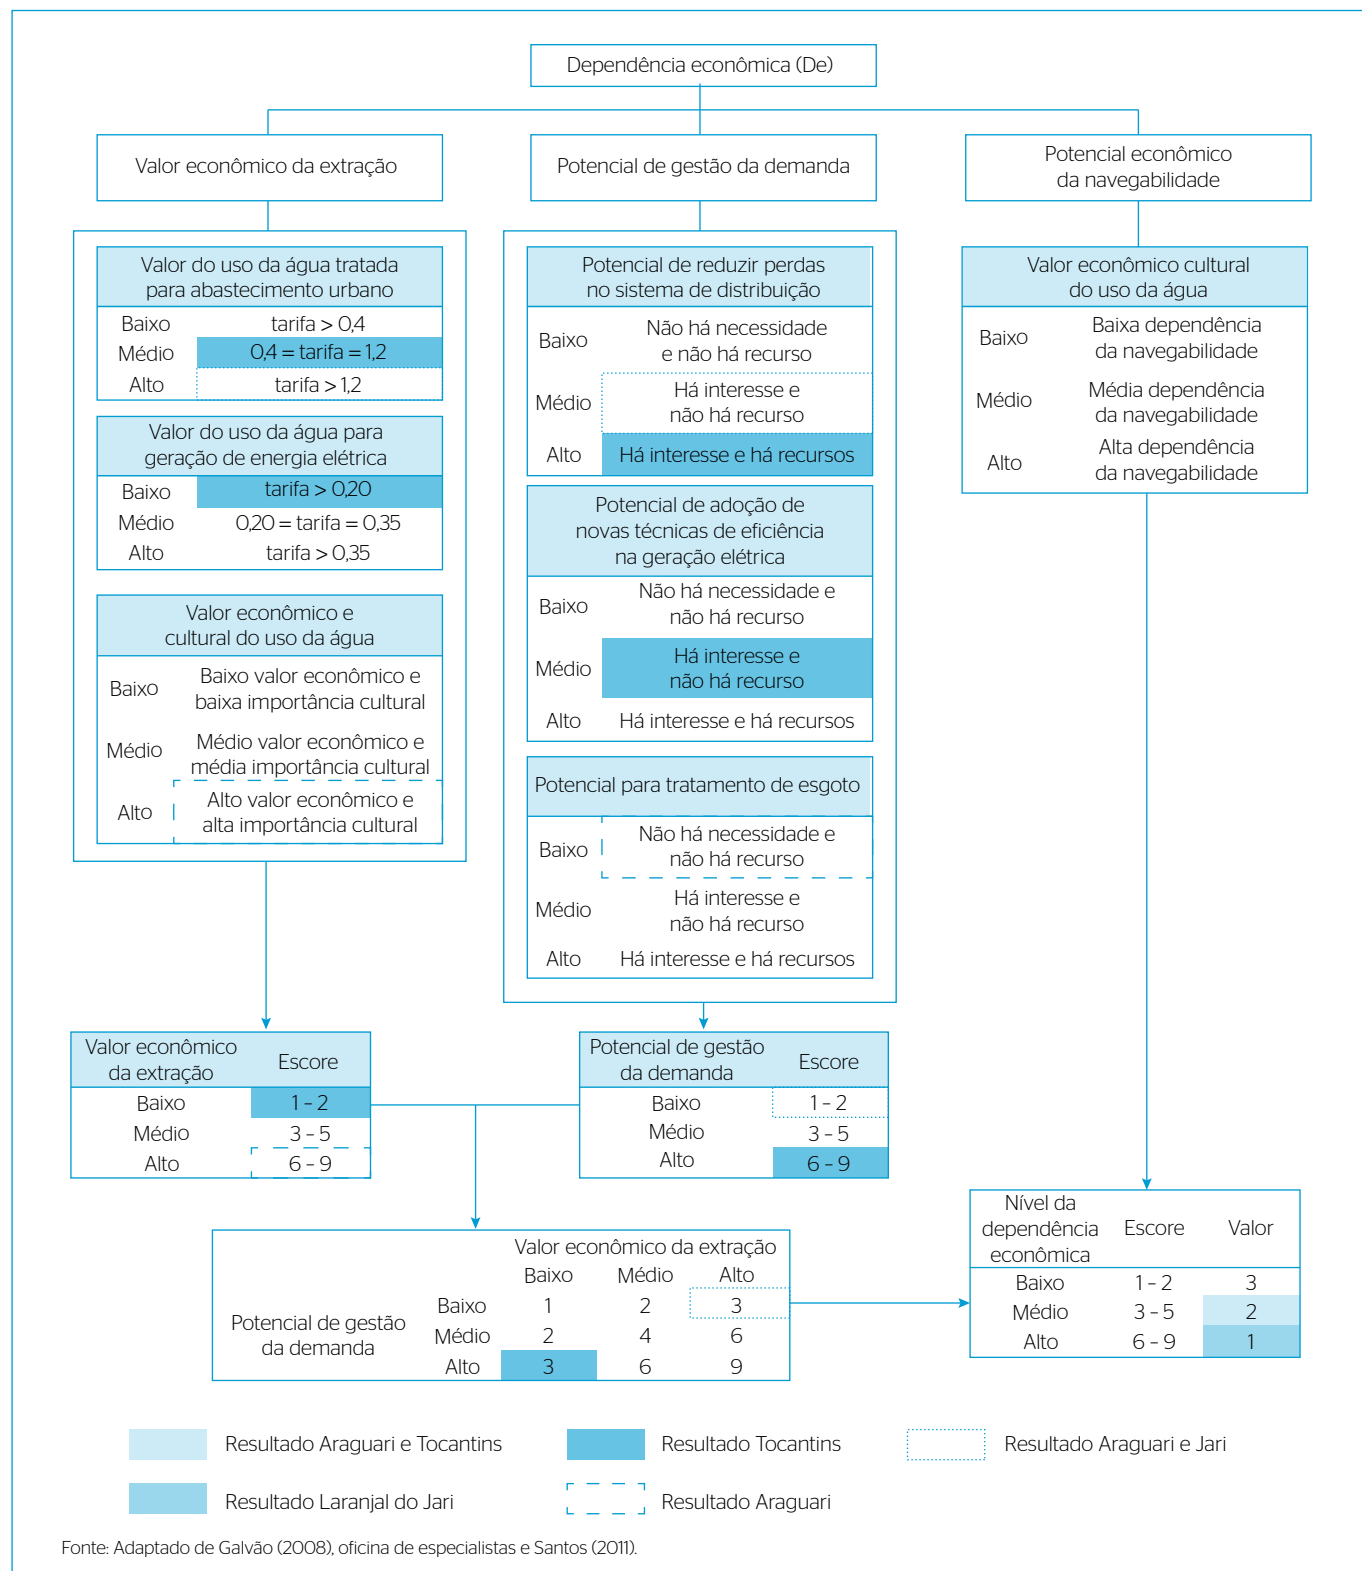 Dependência econômica (De)
Valor econômico da extração
Potencial de gestão da demanda
Potencial econômico
da navegabilidade
Valor do uso da água tratada
para abastecimento urbano
Baixo tarifa > 0,4
Médio 0,4 = tarifa = 1,2
Alto tarifa > 1,2
Valor do uso da água para
geração de energia elétrica
Baixo tarifa > 0,20
Médio 0,20 = tarifa = 0,35
Alto tarifa > 0,35
Valor econômico e
cultural do uso da água
Baixo Baixo valor econômico e
baixa importância cultural
Médio Médio valor econômico e
média importância cultural
Alto Alto valor econômico e
alta importância cultural
Potencial de reduzir perdas
no sistema de distribuição
Baixo Não há necessidade
e não há recurso
Médio Há interesse e
não há recurso
Alto Há interesse e há recursos
Potencial de adoção de
novas técnicas de eficiência
na geração elétrica
Baixo Não há necessidade e
não há recurso
Médio Há interesse e
não há recurso
Alto Há interesse e há recursos
Potencial para tratamento de esgoto
Baixo Não há necessidade e
não há recurso
Médio Há interesse e
não há recurso
Alto Há interesse e há recursos
Valor econômico cultural
do uso da água
Baixo Baixa dependência
da navegabilidade
Médio Média dependência
da navegabilidade
Alto Alta dependência
da navegabilidade
Valor econômico
da extração Escore
Baixo 1 - 2
Médio 3 - 5
Alto 6 - 9
Potencial de gestão
da demanda Escore
Baixo 1 - 2
Médio 3 - 5
Alto 6 - 9
Valor econômico da extração
Baixo Médio Alto
Potencial de gestão
da demanda
Baixo 1 2 3
Médio 2 4 6
Alto 3 6 9
Nível da
dependência
econômica Escore Valor
Baixo 1 - 2 3
Médio 3 - 5 2
Alto 6 - 9 1
Resultado Araguari e Tocantins
Resultado Tocantins
Resultado Araguari e Jari
Resultado Laranjal do Jari
Resultado Araguari
Fonte: Adaptado de Galvão (2008), oficina de especialistas e Santos (2011).